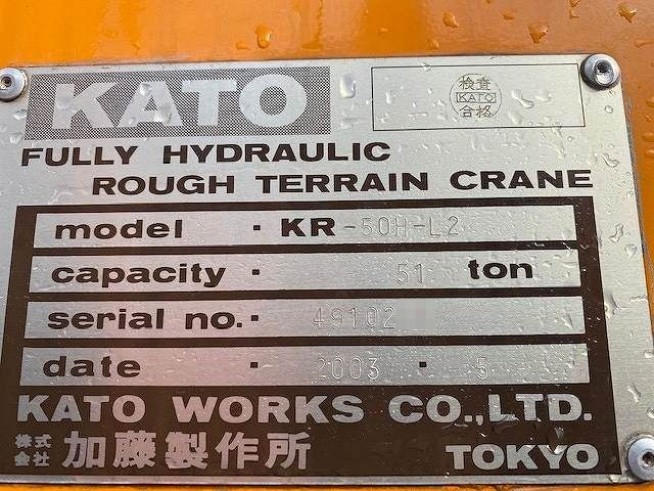 KATO
検査
KATO
合格
FULLY HYDRAULIC
ROUGH TERRAIN CRANE
model · KR-50H-L2
capacity · 51 ton
serial no. · 49102
date · 2003 · 5
KATO WORKS CO.,LTD.
株式会社 加藤製作所 TOKYO